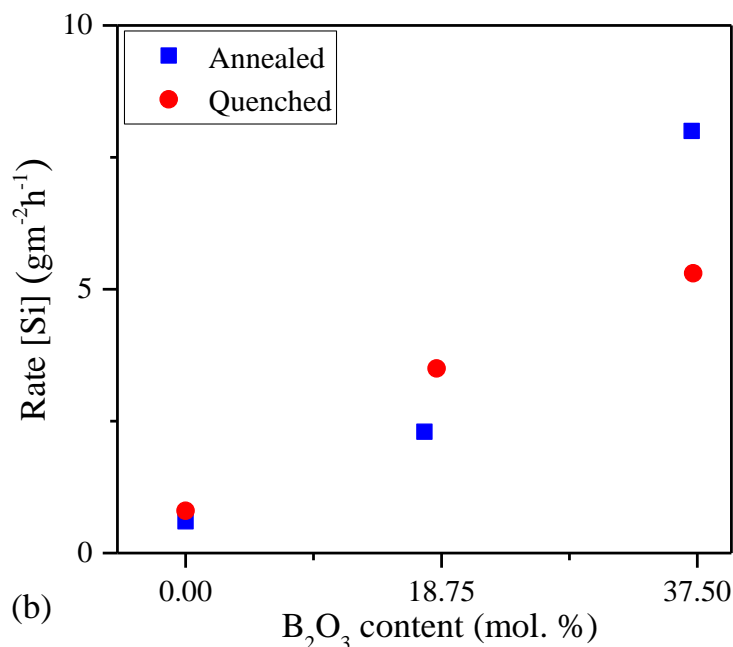 10
Annealed
Quenched
5
0
Rate [Si] (gm⁻²h⁻¹)
0.00 18.75 37.50
(b)
B₂O₃ content (mol. %)